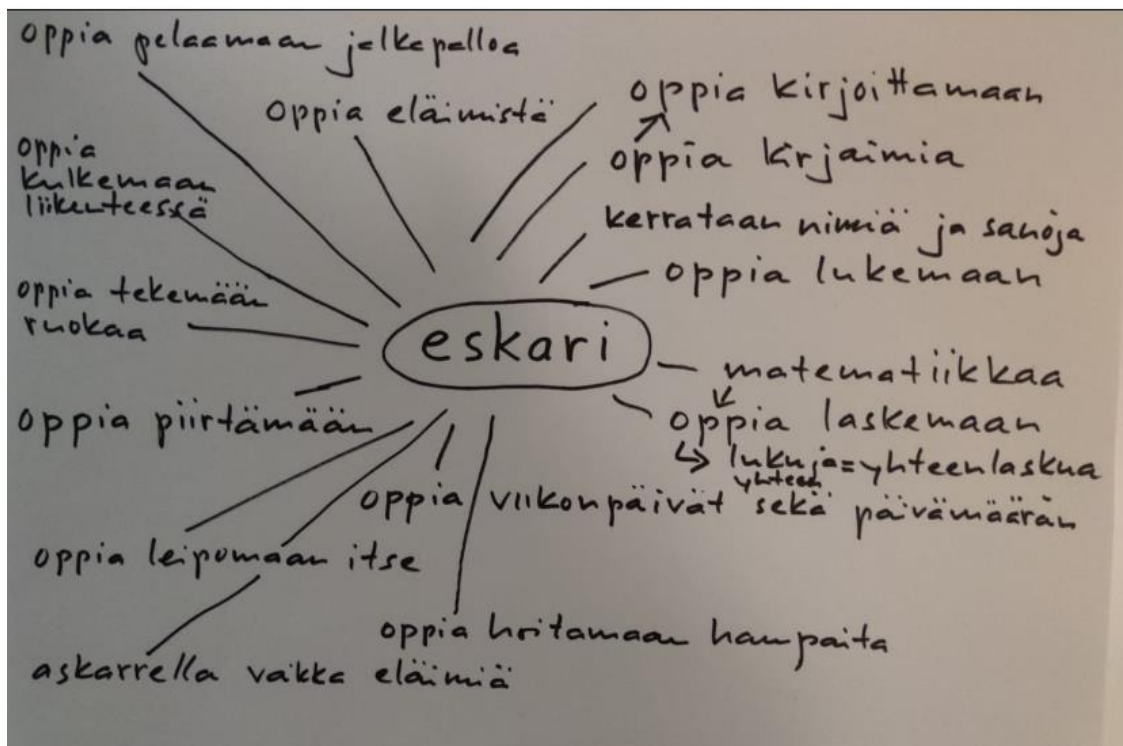 oppia pelaamaan jalkapalloa
oppia eläimistä
oppia kirjoittamaan
oppia kirjaimia
oppia
kulkemaan
liikenteessä
kerrataan nimiä ja sanoja
oppia lukemaan
oppia tekemään
ruokaa
eskari
matematiikkaa
oppia laskemaan
lukuja = yhteenlaskua
yhteen
oppia piirtämään
oppia viikonpäivät sekä päivämäärän
oppia leipomaan itse
oppia hoitamaan hampaita
askarrella vaikka eläimiä